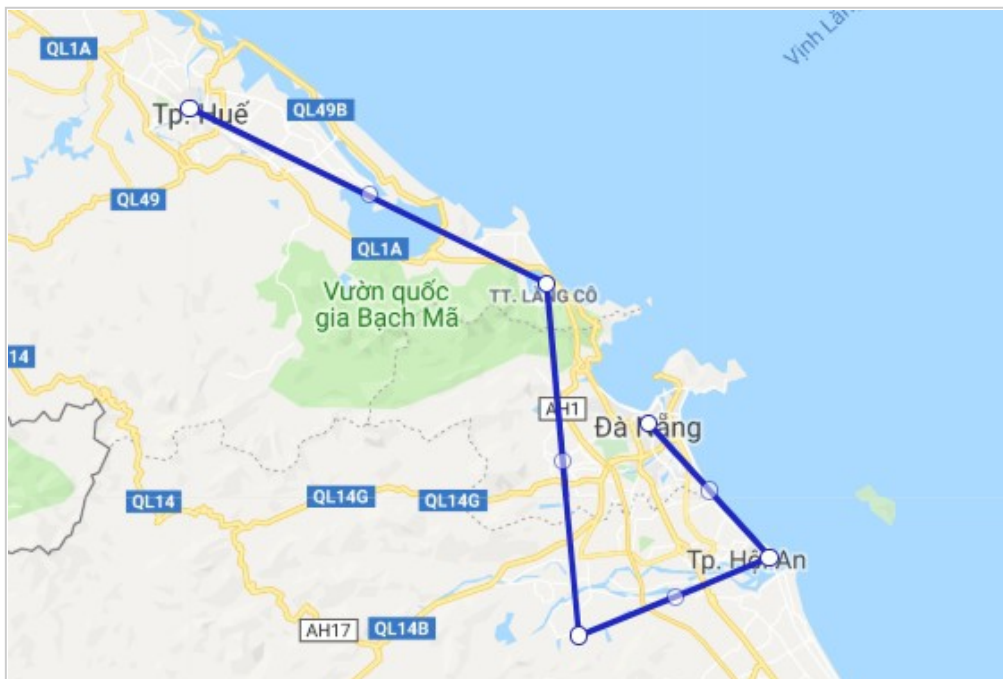 QL1A
Vịnh Lăng
Tp. Huế
QL49B
QL49
QL1A
Vườn quốc
gia Bạch Mã
TT. LĂNG CÔ
14
AH1
Đà Nẵng
QL14G
QL14G
QL14
Tp. Hội An
AH17
QL14B